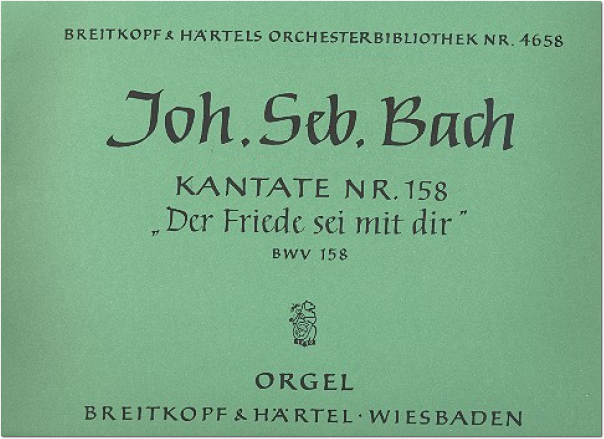 BREITKOPF & HÄRTELS ORCHESTERBIBLIOTHEK NR. 4658
Joh. Seb. Bach
KANTATE NR. 158
„Der Friede sei mit dir"
BWV 158
ORGEL
BREITKOPF & HÄRTEL · WIESBADEN